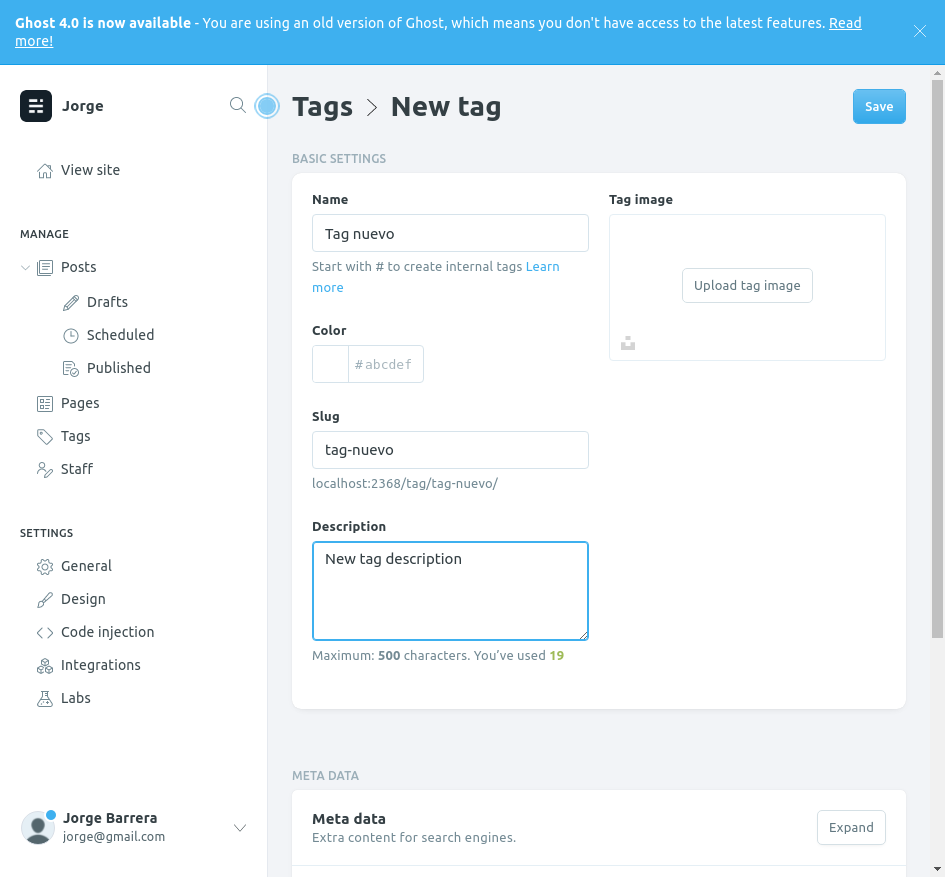 Ghost 4.0 is now available - You are using an old version of Ghost, which means you don't have access to the latest features. Read
more!
Jorge
View site
MANAGE
Posts
Drafts
Scheduled
Published
Pages
Tags
Staff
SETTINGS
General
Design
Code injection
Integrations
Labs
Jorge Barrera
jorge@gmail.com
Tags > New tag
Save
BASIC SETTINGS
Name
Tag nuevo
Start with # to create internal tags Learn
more
Color
#abcdef
Slug
tag-nuevo
localhost:2368/tag/tag-nuevo/
Description
New tag description
Maximum: 500 characters. You’ve used 19
Tag image
Upload tag image
META DATA
Meta data
Extra content for search engines.
Expand